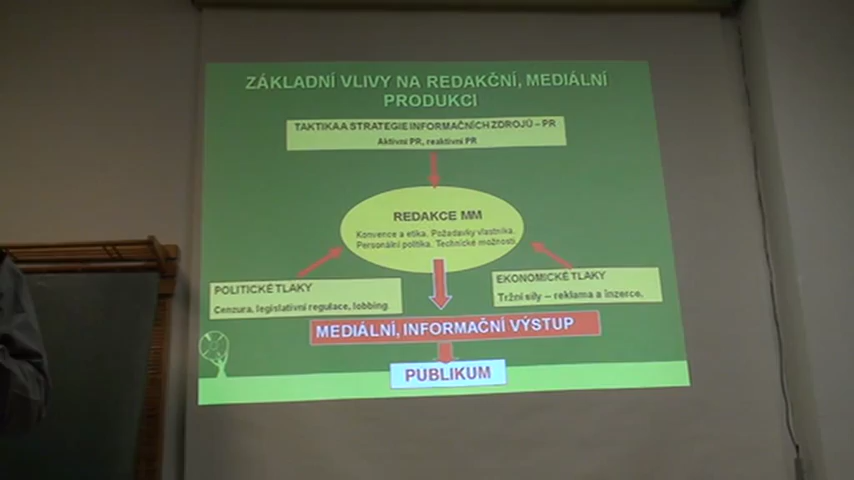 ZÁKLADNÍ VLIVY NA REDAKČNÍ, MEDIÁLNÍ
PRODUKCI
TAKTIKA A STRATEGIE INFORMAČNÍCH ZDROJŮ – PR
Aktivní PR, reaktivní PR
REDAKCE MM
Konvence a etika. Požadavky vlastníka.
Personální politika. Technické možnosti
POLITICKÉ TLAKY
Cenzura, legislativní regulace, lobbing.
EKONOMICKÉ TLAKY
Tržní síly – reklama a inzerce.
MEDIÁLNÍ, INFORMAČNÍ VÝSTUP
PUBLIKUM